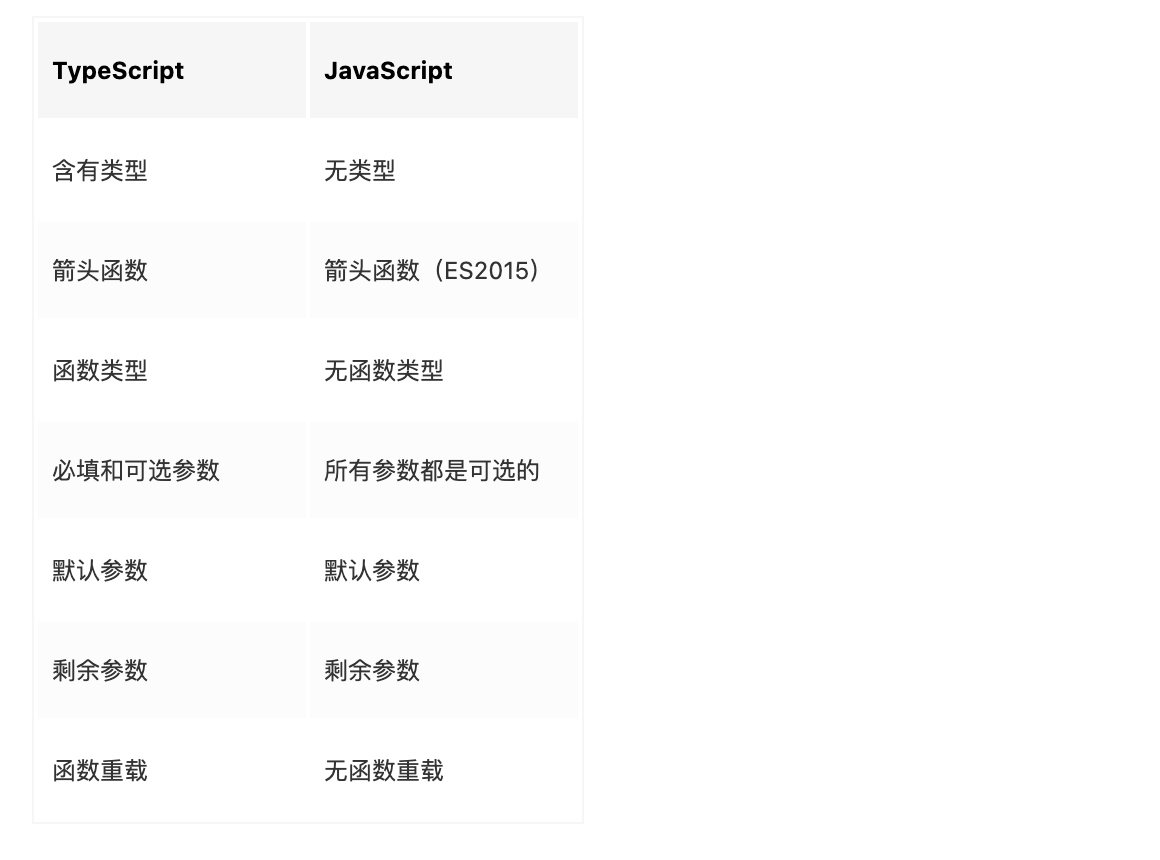 TypeScript JavaScript
含有类型 无类型
箭头函数 箭头函数（ES2015）
函数类型 无函数类型
必填和可选参数 所有参数都是可选的
默认参数 默认参数
剩余参数 剩余参数
函数重载 无函数重载